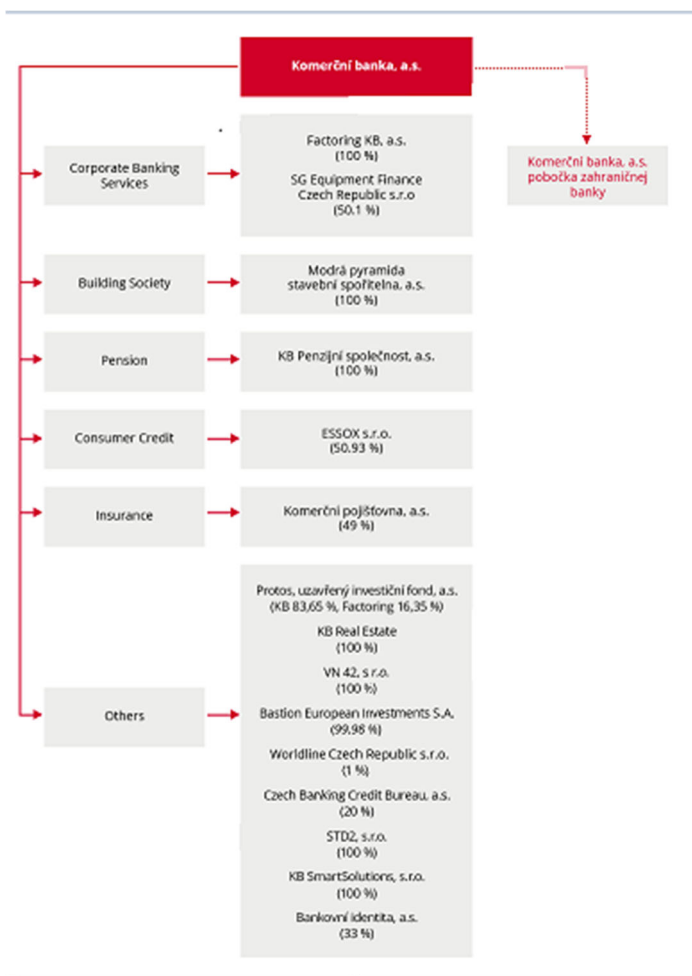 Komerční banka, a.s.
Corporate Banking
Services
Factoring KB, a.s.
(100 %)
SG Equipment Finance
Czech Republic s.r.o
(50.1 %)
Komerční banka, a.s.
pobočka zahraničnej
banky
Building Society
Modrá pyramida
stavební spořitelna, a.s.
(100 %)
Pension
KB Penzijní společnost, a.s.
(100 %)
Consumer Credit
ESSOX s.r.o.
(50.93 %)
Insurance
Komerční pojišťovna, a.s.
(49 %)
Others
Protos, uzavřený investiční fond, a.s.
(KB 83,65 %, Factoring 16,35 %)
KB Real Estate
(100 %)
VN 42, s r.o.
(100 %)
Bastion European Investments S.A.
(99,98 %)
Worldline Czech Republic s.r.o.
(1 %)
Czech Banking Credit Bureau, a.s.
(20 %)
STD2, s.r.o.
(100 %)
KB SmartSolutions, s.r.o.
(100 %)
Bankovní identita, a.s.
(33 %)